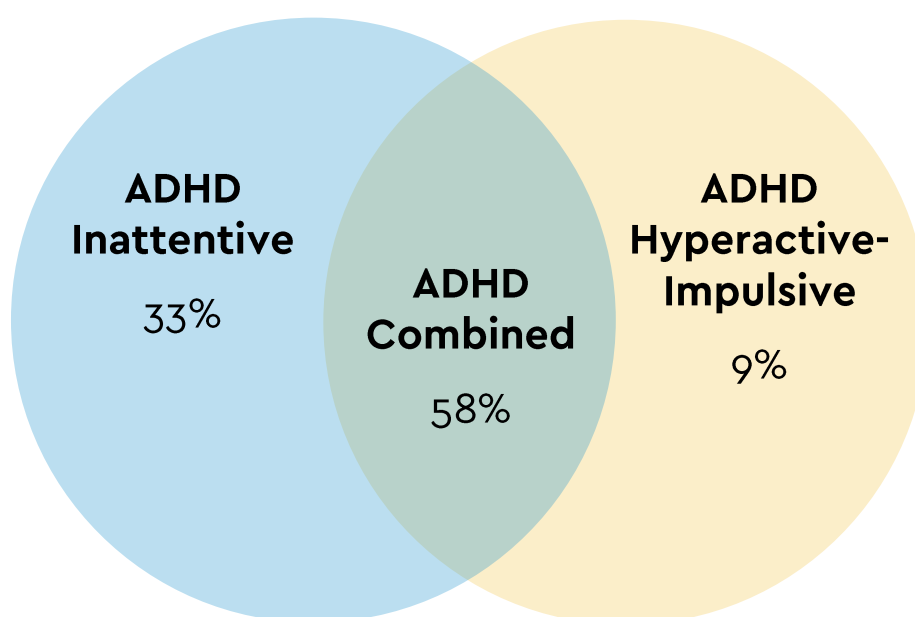 ADHD
Inattentive
33%
ADHD
Combined
58%
ADHD
Hyperactive-
Impulsive
9%